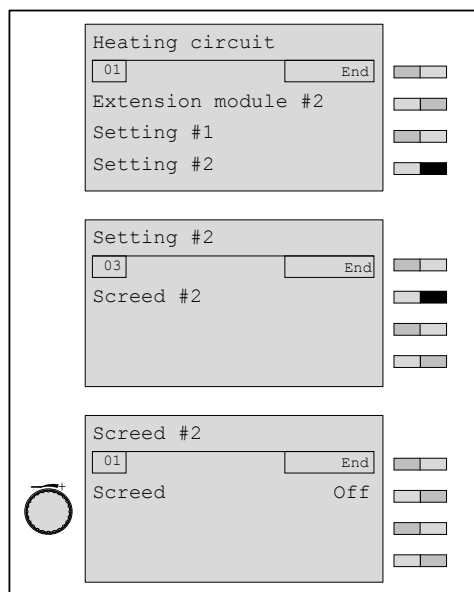 Heating circuit
01 End
Extension module #2
Setting #1
Setting #2
Setting #2
03 End
Screed #2
Screed #2
01 End
+
Screed Off